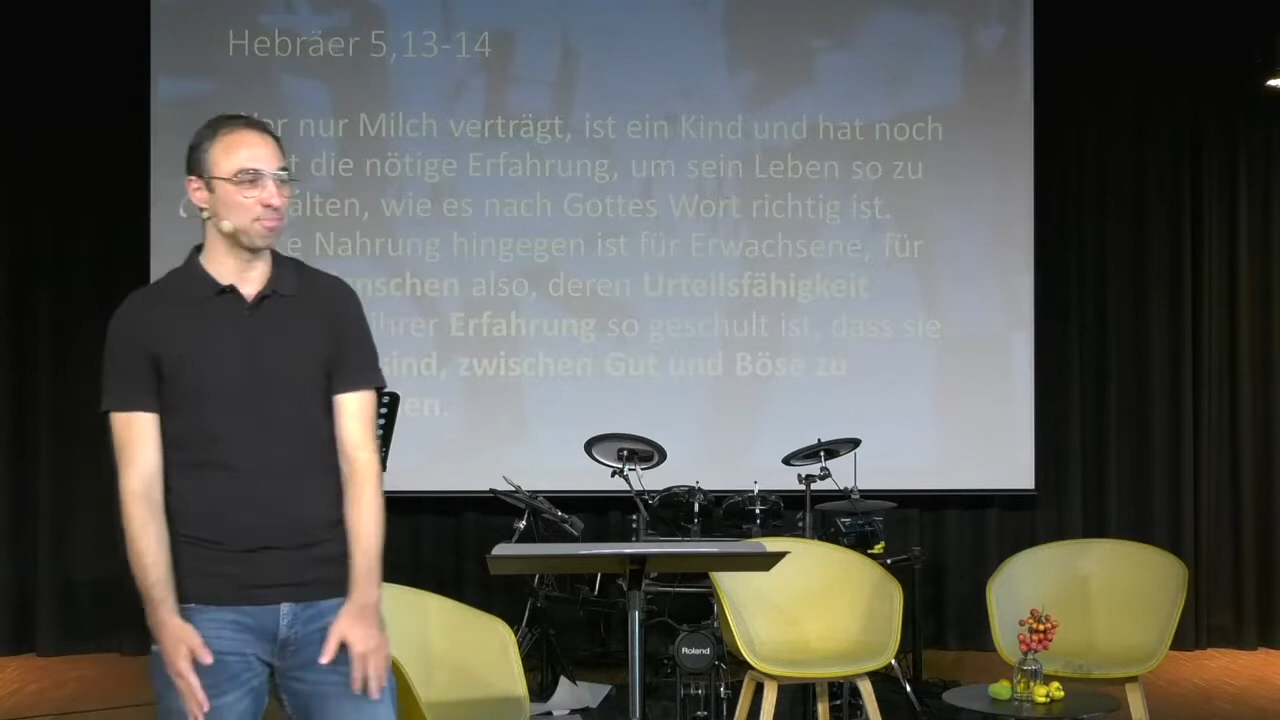 Hebräer 5,13-14
nur Milch verträgt, ist ein Kind und hat noch
die nötige Erfahrung, um sein Leben so zu
wie es nach Gottes Wort richtig ist.
Nahrung hingegen ist für Erwachsene, für
also, deren Urteilsfähigkeit
ihrer Erfahrung so geschult ist, dass sie
sind, zwischen Gut und Böse zu
Roland